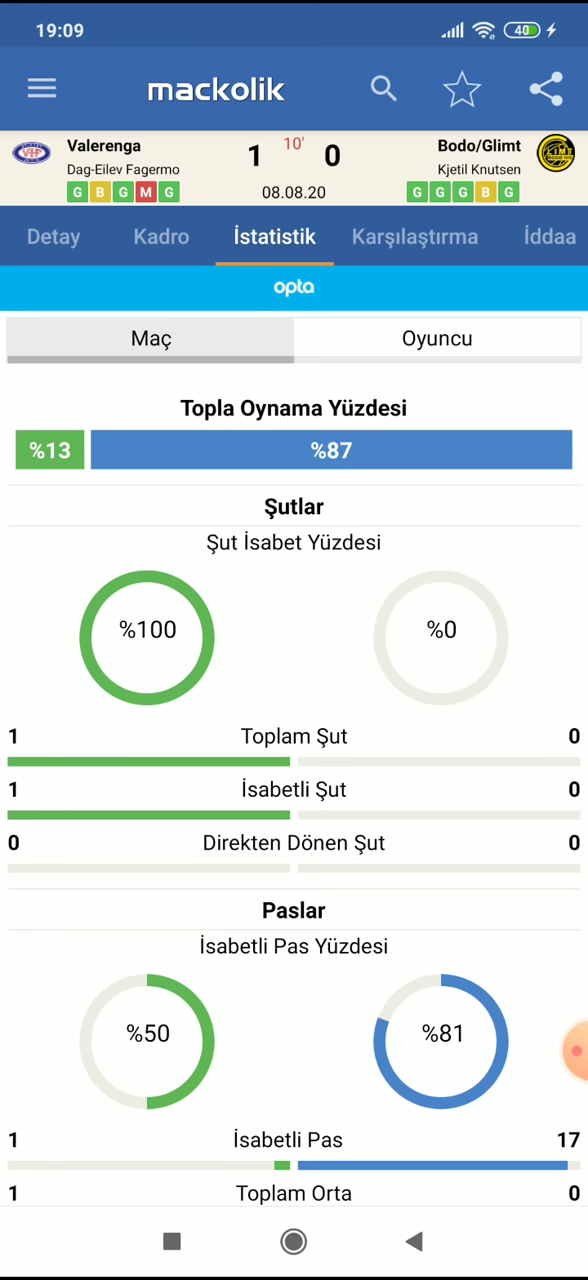 19:09
40
mackolik
Valerenga
Dag-Eilev Fagermo
G B G M G
1 10' 0
08.08.20
Bodo/Glimt
Kjetil Knutsen
G G G B G
Detay Kadro İstatistik Karşılaştırma İddaa
opta
Maç Oyuncu
Topla Oynama Yüzdesi
%13 %87
Şutlar
Şut İsabet Yüzdesi
%100 %0
1 Toplam Şut 0
1 İsabetli Şut 0
0 Direkten Dönen Şut 0
Paslar
İsabetli Pas Yüzdesi
%50 %81
1 İsabetli Pas 17
1 Toplam Orta 0